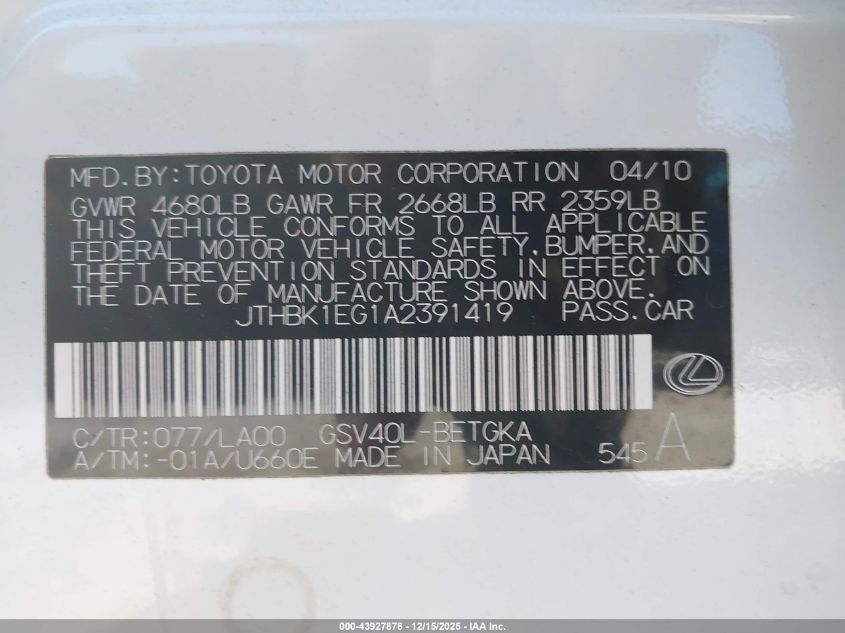 MFD.BY:TOYOTA MOTOR CORPORATION 04/10
GVWR 4680LB GAWR FR 2668LB RR 2359LB
THIS VEHICLE CONFORMS TO ALL APPLICABLE
FEDERAL MOTOR VEHICLE SAFETY,BUMPER,AND
THEFT PREVENTION STANDARDS IN EFFECT ON
THE DATE OF MANUFACTURE SHOWN ABOVE.
JTHBK1EG1A2391419 PASS.CAR
C/TR:077/LA00 GSV40L-BETGKA
A/TM:-01A/U660E MADE IN JAPAN 545 A
000-43927878 - 12/15/2025 - IAA Inc.